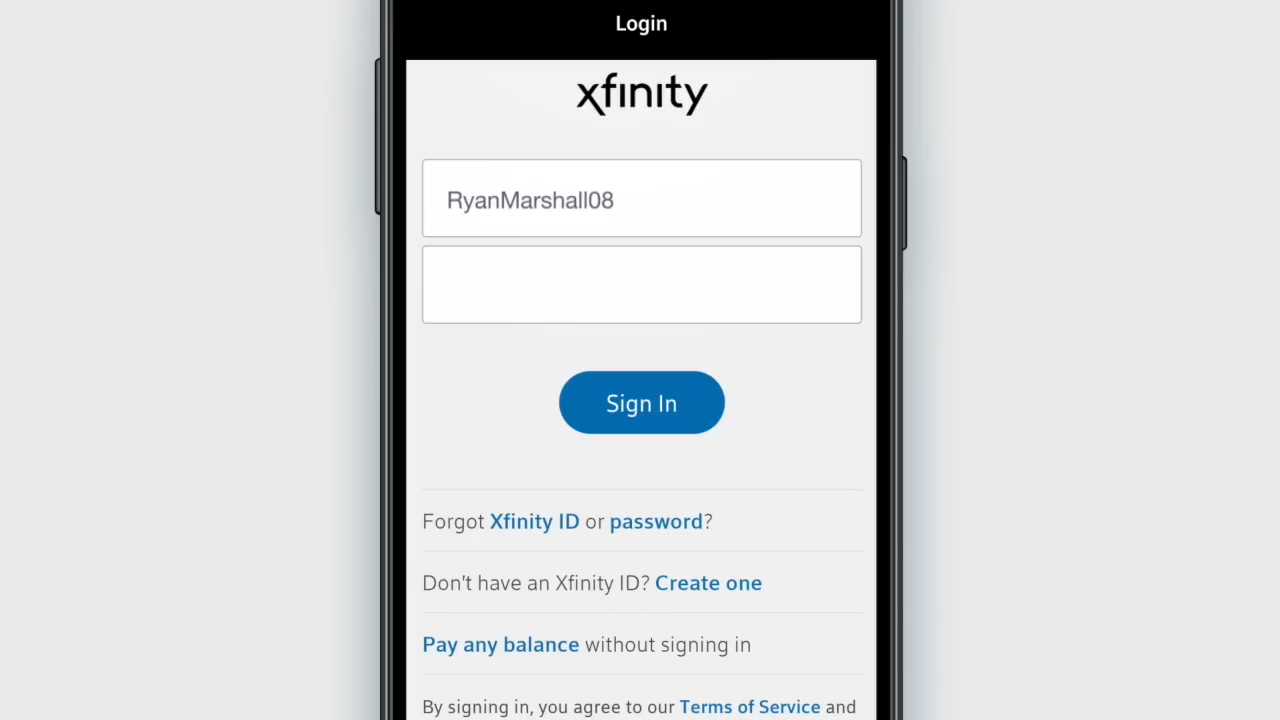 Login
xfinity
RyanMarshall08
Sign In
Forgot Xfinity ID or password?
Don't have an Xfinity ID? Create one
Pay any balance without signing in
By signing in, you agree to our Terms of Service and